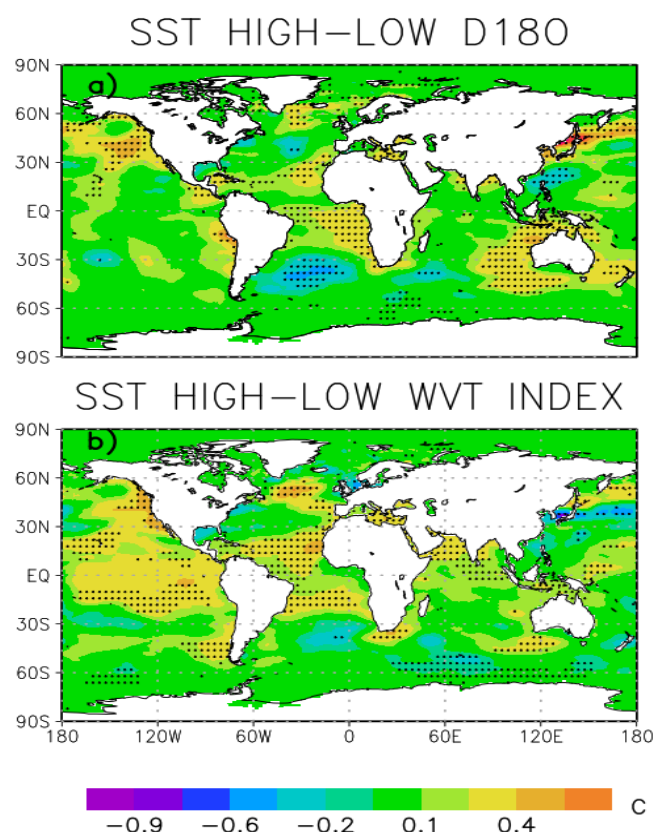 SST HIGH-LOW D18O
a)
90N
60N
30N
EQ
30S
60S
90S
SST HIGH-LOW WVT INDEX
b)
90N
60N
30N
EQ
30S
60S
90S
180 120W 60W 0 60E 120E 180
-0.9 -0.6 -0.2 0.1 0.4 C